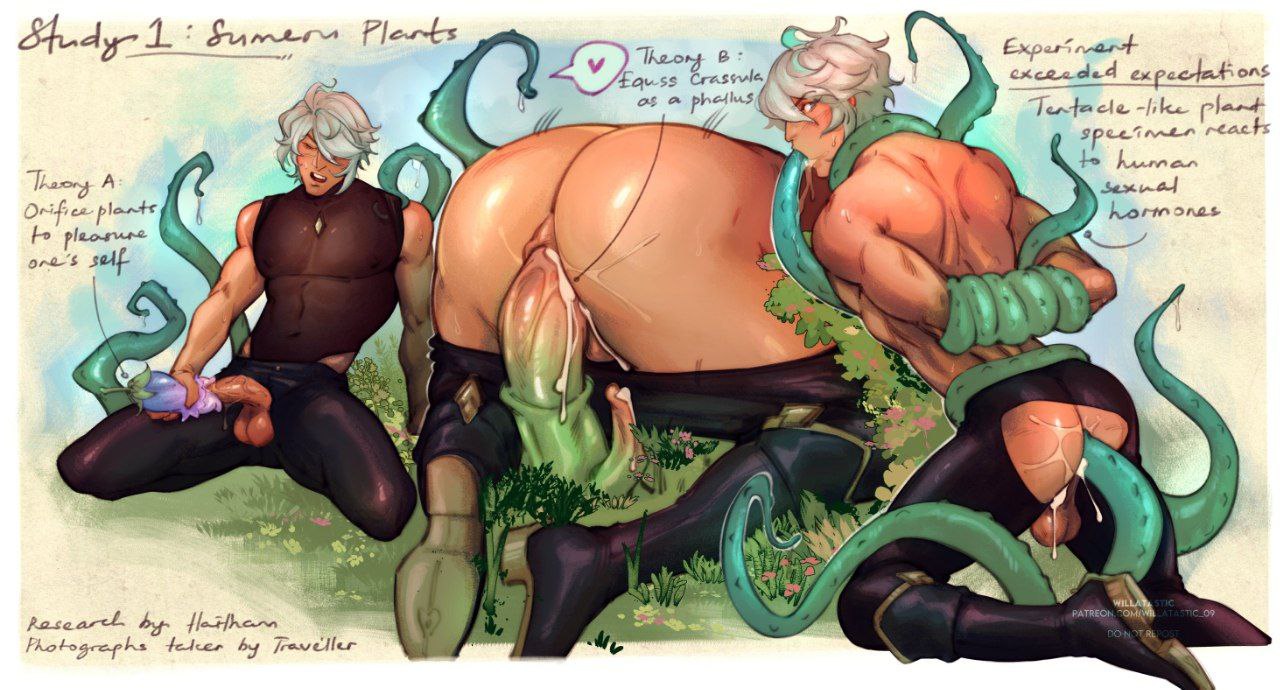 Study 1 : Sumeru Plants
Theory A:
Orifice plants
to pleasure
one's self
Theory B :
Equss Crassula
as a phallus
Experiment
exceeded expectations
Tentacle-like plant
specimen reacts
to human
sexual
hormones
Research by Haitham
Photographs taken by Traveller
WILLATASTIC
PATREON.COM/WILLATASTIC_09
DO NOT REPOST